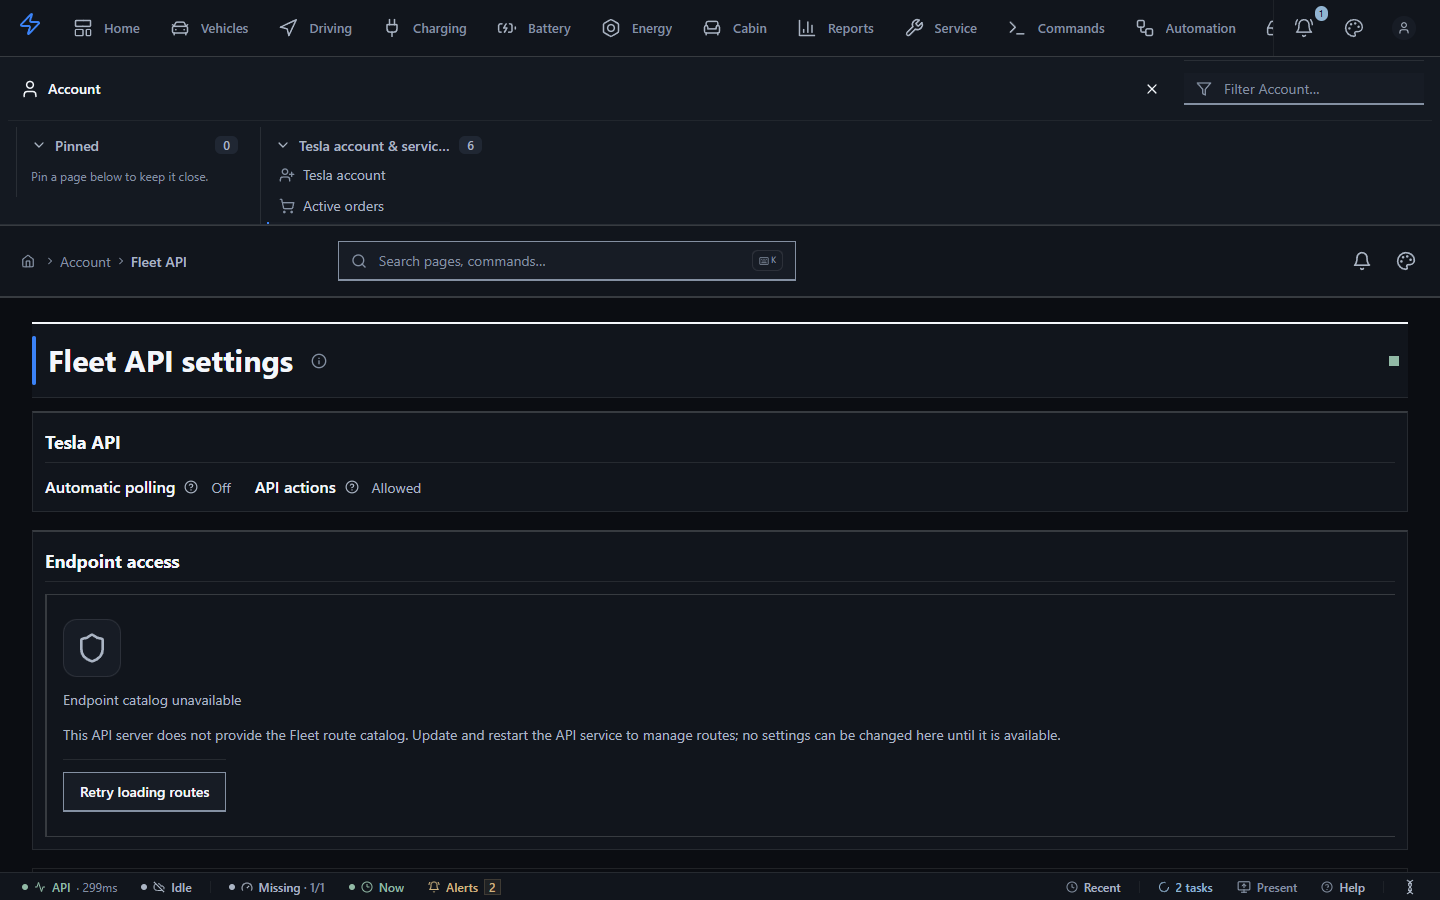 Home
Vehicles
Driving
Charging
Battery
Energy
Cabin
Reports
Service
Commands
Automation
1
Account
Filter Account...
Pinned
0
Pin a page below to keep it close.
Tesla account & servic...
6
Tesla account
Active orders
Account
Fleet API
Search pages, commands...
K
Fleet API settings
Tesla API
Automatic polling
Off
API actions
Allowed
Endpoint access
Endpoint catalog unavailable
This API server does not provide the Fleet route catalog. Update and restart the API service to manage routes; no settings can be changed here until it is available.
Retry loading routes
API · 299ms
Idle
Missing · 1/1
Now
Alerts 2
Recent
2 tasks
Present
Help